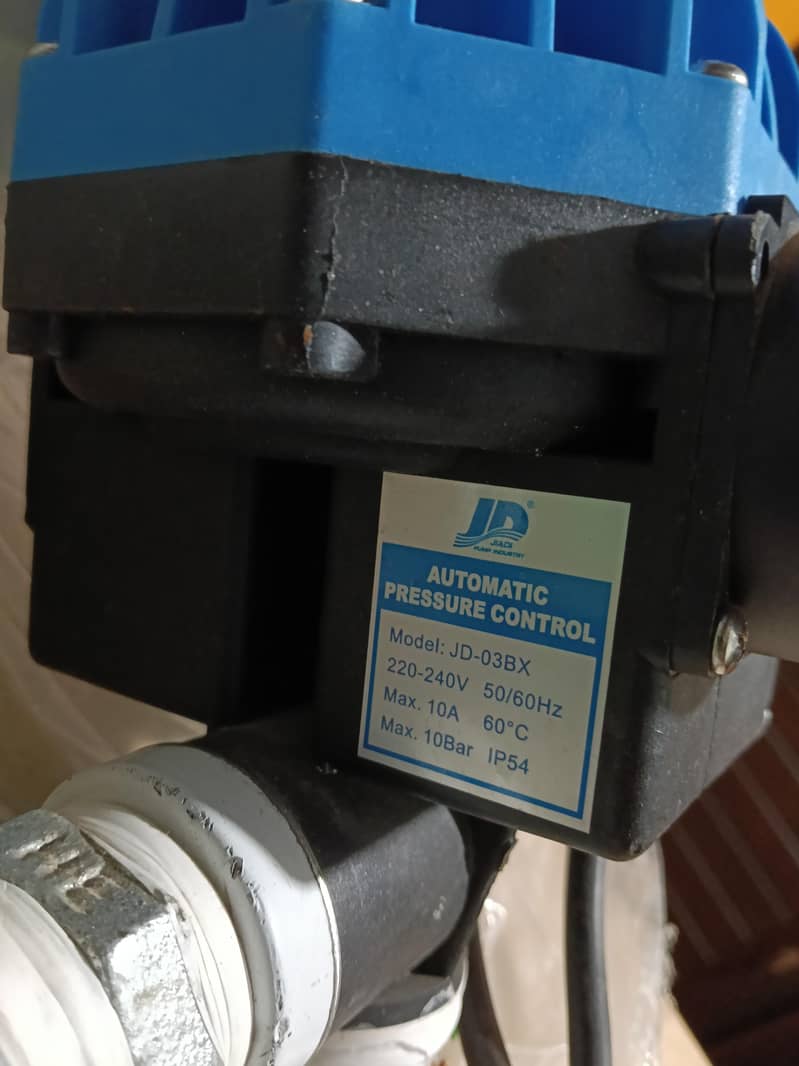 JD®
JIADI
PUMP INDUSTRY
AUTOMATIC
PRESSURE CONTROL
Model: JD-03BX
220-240V 50/60Hz
Max. 10A 60°C
Max. 10Bar IP54